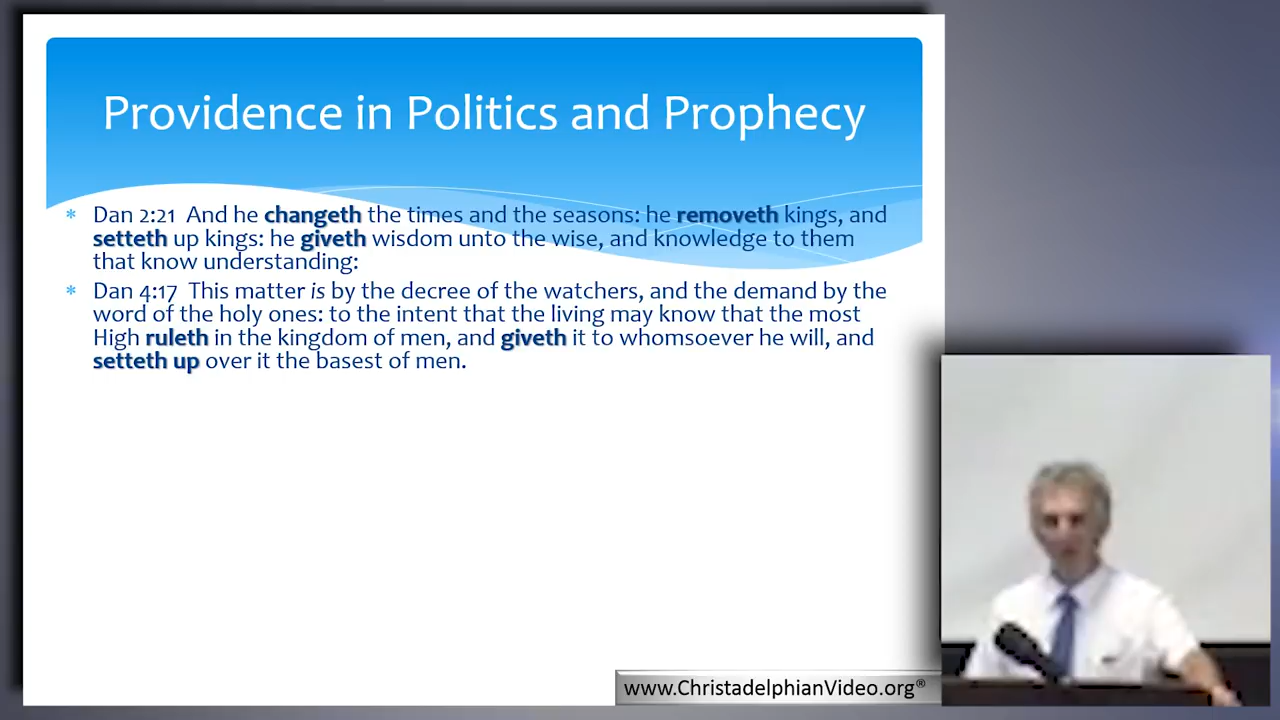 Providence in Politics and Prophecy
* Dan 2:21 And he changeth the times and the seasons: he removeth kings, and
setteth up kings: he giveth wisdom unto the wise, and knowledge to them
that know understanding:
* Dan 4:17 This matter is by the decree of the watchers, and the demand by the
word of the holy ones: to the intent that the living may know that the most
High ruleth in the kingdom of men, and giveth it to whomsoever he will, and
setteth up over it the basest of men.
www.ChristadelphianVideo.org®